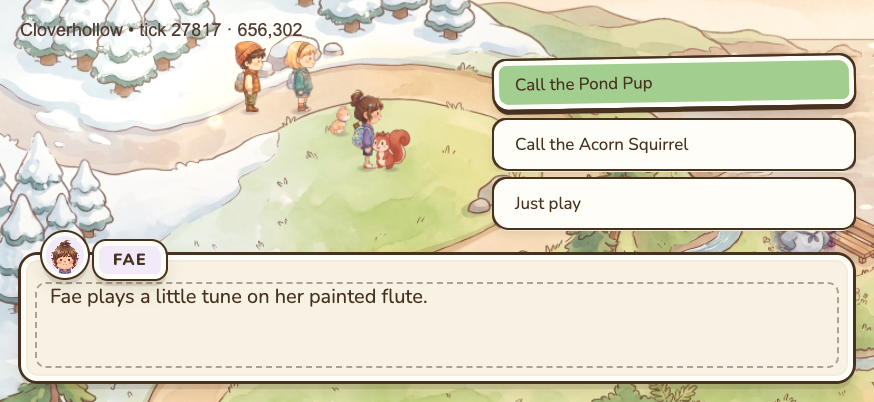 Cloverhollow • tick 27817 · 656,302
Call the Pond Pup
Call the Acorn Squirrel
Just play
FAE
Fae plays a little tune on her painted flute.